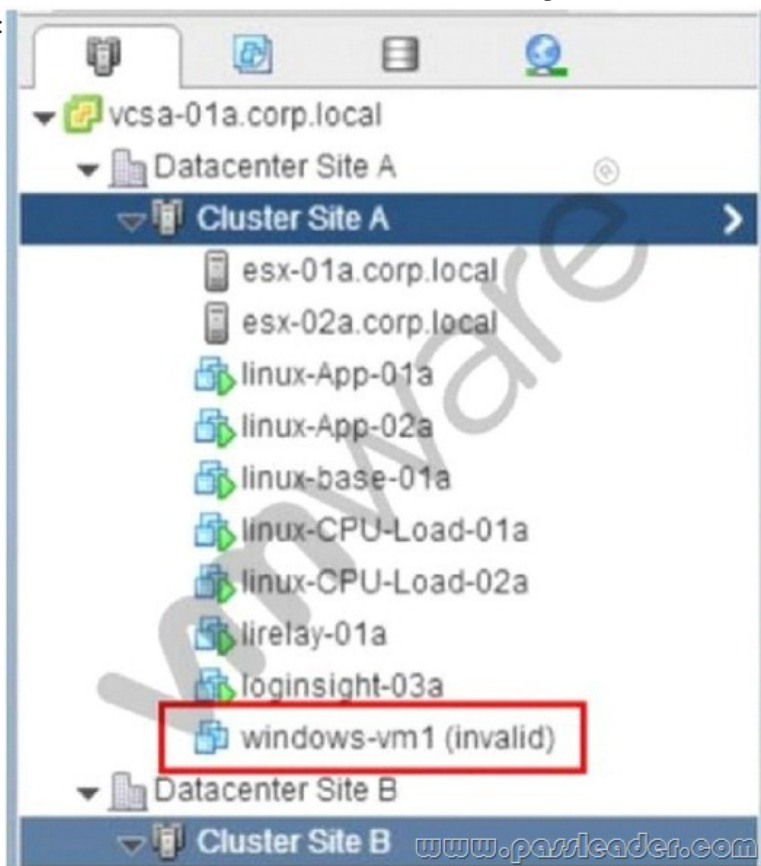 :
vcsa-01a.corp.local
Datacenter Site A
Cluster Site A
esx-01a.corp.local
esx-02a.corp.local
linux-App-01a
linux-App-02a
linux-base-01a
linux-CPU-Load-01a
linux-CPU-Load-02a
lirelay-01a
loginsight-03a
windows-vm1 (invalid)
Datacenter Site B
Cluster Site B
www.passleader.com
vmware